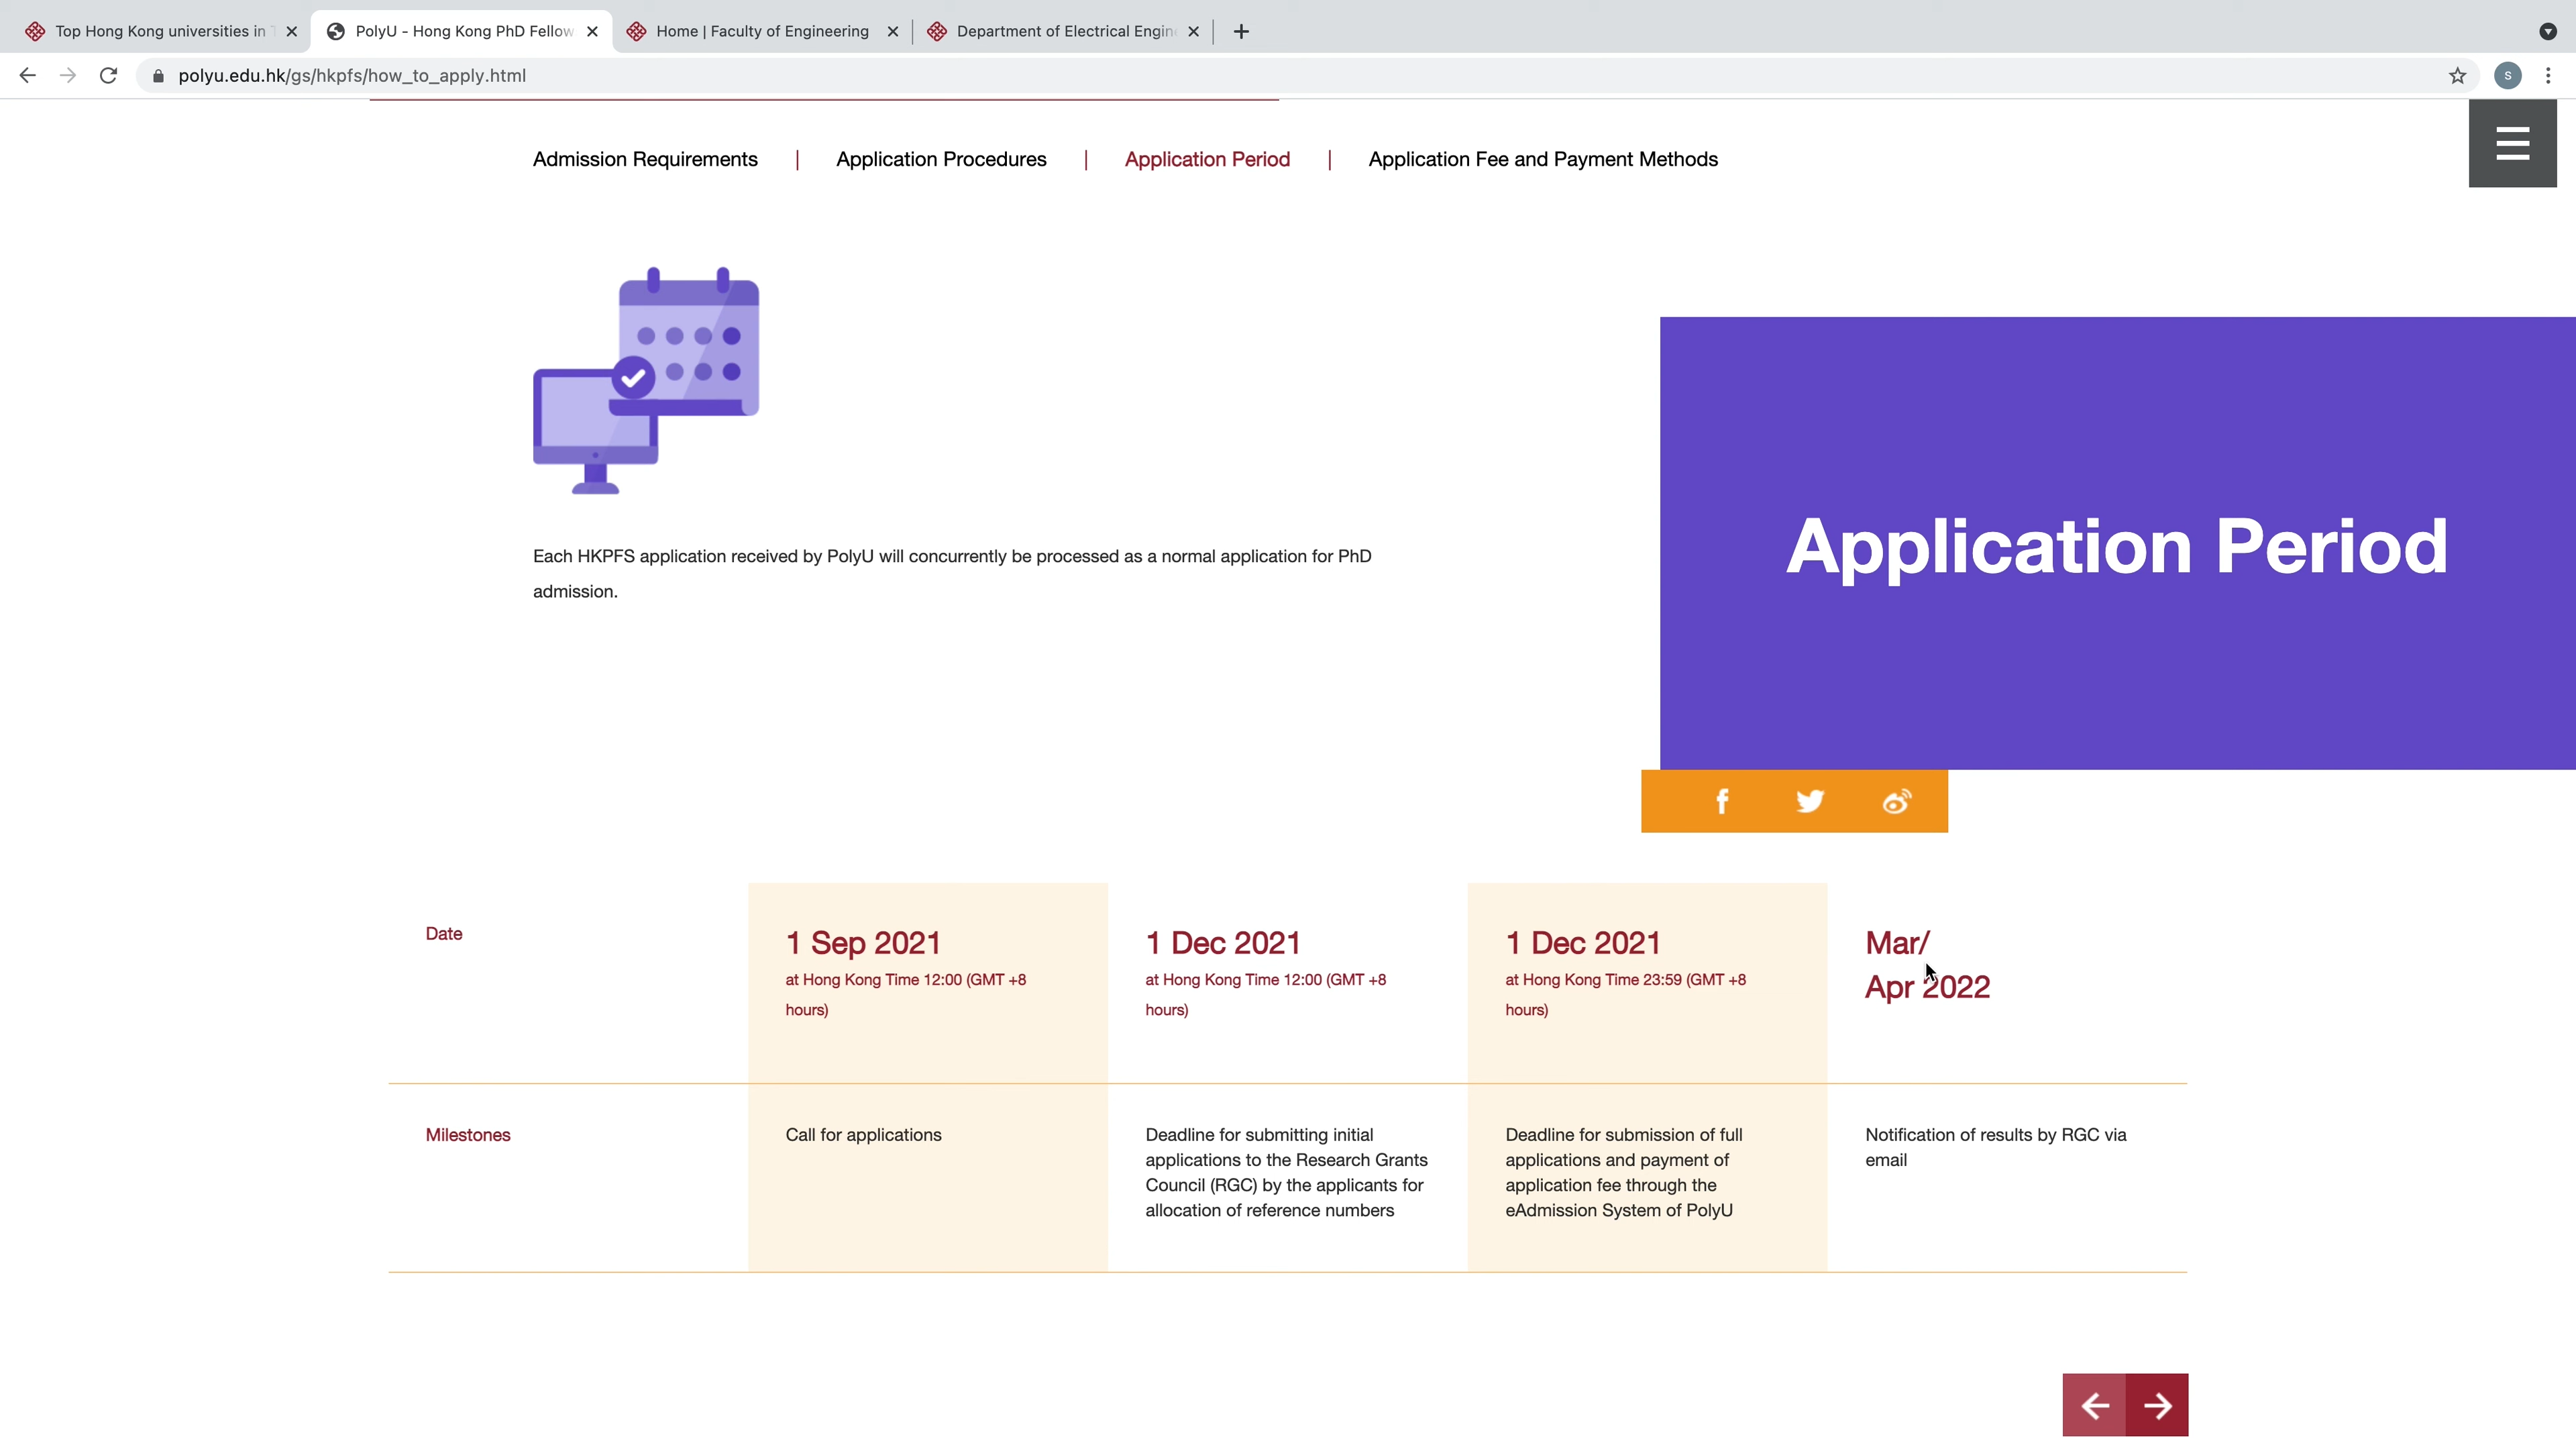 Top Hong Kong universities in
PolyU - Hong Kong PhD Fellow
Home | Faculty of Engineering
Department of Electrical Engin
polyu.edu.hk/gs/hkpfs/how_to_apply.html
S
Admission Requirements | Application Procedures | Application Period | Application Fee and Payment Methods
Each HKPFS application received by PolyU will concurrently be processed as a normal application for PhD
admission.
Application Period
Date
1 Sep 2021
at Hong Kong Time 12:00 (GMT +8
hours)
1 Dec 2021
at Hong Kong Time 12:00 (GMT +8
hours)
1 Dec 2021
at Hong Kong Time 23:59 (GMT +8
hours)
Mar/
Apr 2022
Milestones
Call for applications
Deadline for submitting initial
applications to the Research Grants
Council (RGC) by the applicants for
allocation of reference numbers
Deadline for submission of full
applications and payment of
application fee through the
eAdmission System of PolyU
Notification of results by RGC via
email